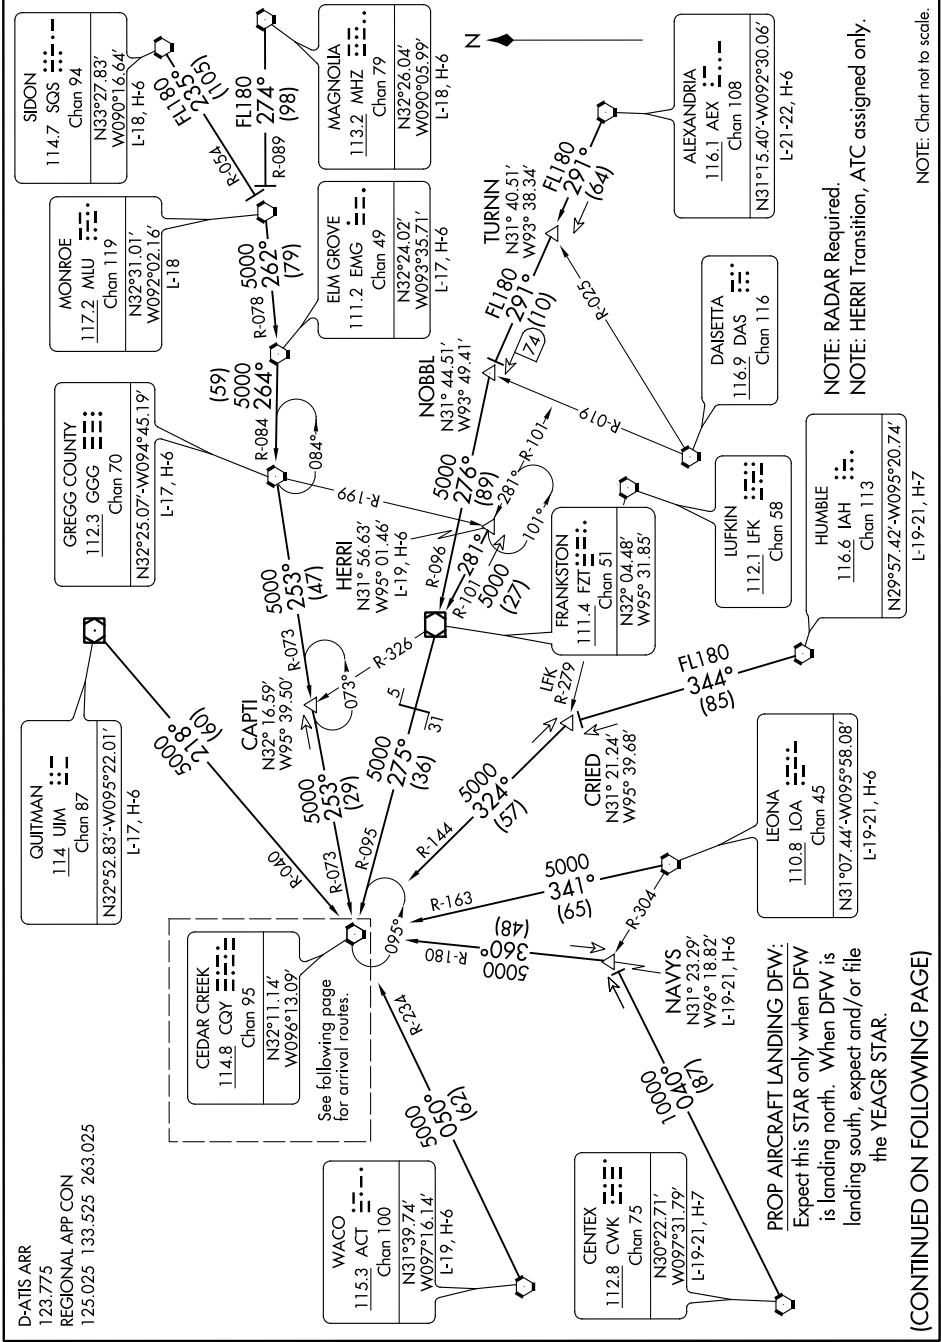 D-ATIS ARR
123.775
REGIONAL APP CON
125.025 133.525 263.025
QUITMAN
114 UIM
Chan 87
N32°52.83'-W095°22.01'
L-17, H-6
5000
218°
(60)
R-040
GREGG COUNTY
112.3 GGG
Chan 70
N32°25.07'-W094°45.19'
L-17, H-6
MONROE
117.2 MLU
Chan 119
N32°31.01'
W092°02.16'
L-18
SIDON
114.7 SQS
Chan 94
N33°27.83'
W090°16.64'
L-18, H-6
FL180
235°
(105)
R-054
FL180
274°
(98)
R-089
MAGNOLIA
113.2 MHZ
Chan 79
N32°26.04'
W090°05.99'
L-18, H-6
5000
262°
(79)
R-078
ELM GROVE
111.2 EMG
Chan 49
N32°24.02'
W093°35.71'
L-17, H-6
(59)
5000
264°
R-084
084°
R-199
5000
253°
(47)
R-073
CAPTI
N32° 16.59'
W95° 39.50'
073°
R-326
5000
253°
(29)
R-073
CEDAR CREEK
114.8 CQY
Chan 95
N32°11.14'
W096°13.09'
See following page
for arrival routes.
095°
5000
275°
(36)
R-095
5
31
HERRI
N31° 56.63'
W95° 01.46'
L-19, H-6
R-096
5000
276°
(89)
R-101
281°
5000
(27)
281°
101°
R-101
NOBBL
N31° 44.51'
W93° 49.41'
FL180
291°
(10)
74
R-019
TURNN
N31° 40.51'
W93° 38.34'
FL180
291°
(64)
R-025
ALEXANDRIA
116.1 AEX
Chan 108
N31°15.40'-W092°30.06'
L-21-22, H-6
N
DAISETTA
116.9 DAS
Chan 116
FRANKSTON
111.4 FZT
Chan 51
N32° 04.48'
W95° 31.85'
LUFKIN
112.1 LFK
Chan 58
LFK
R-279
HUMBLE
116.6 IAH
Chan 113
N29°57.42'-W095°20.74'
L-19-21, H-7
FL180
344°
(85)
CRIED
N31° 21.24'
W95° 39.68'
5000
324°
(57)
R-144
5000
341°
(65)
R-163
LEONA
110.8 LOA
Chan 45
N31°07.44'-W095°58.08'
L-19-21, H-6
R-304
NAVYS
N31° 23.29'
W96° 18.82'
L-19-21, H-6
5000
360°
(48)
R-180
WACO
115.3 ACT
Chan 100
N31°39.74'
W097°16.14'
L-19, H-6
5000
050°
(62)
R-234
CENTEX
112.8 CWK
Chan 75
N30°22.71'
W097°31.79'
L-19-21, H-7
10000
040°
(87)
PROP AIRCRAFT LANDING DFW:
Expect this STAR only when DFW
is landing north. When DFW is
landing south, expect and/or file
the YEAGR STAR.
NOTE: RADAR Required.
NOTE: HERRI Transition, ATC assigned only.
NOTE: Chart not to scale.
(CONTINUED ON FOLLOWING PAGE)